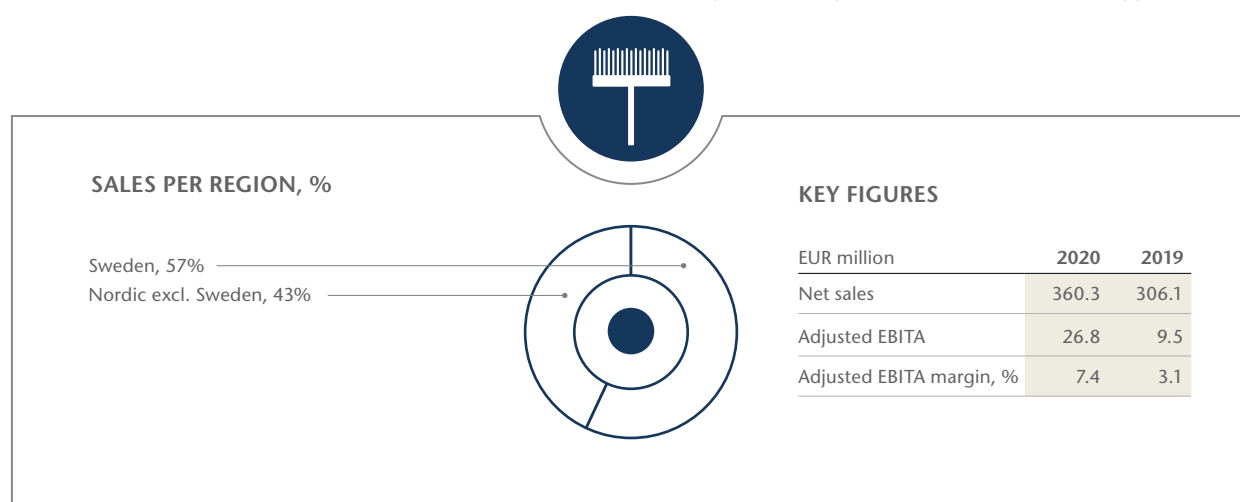 SALES PER REGION, %
Sweden, 57%
Nordic excl. Sweden, 43%
KEY FIGURES
EUR million 2020 2019
Net sales 360.3 306.1
Adjusted EBITA 26.8 9.5
Adjusted EBITA margin, % 7.4 3.1